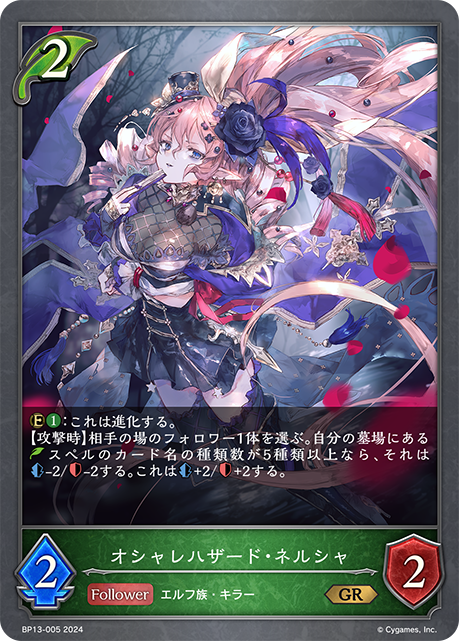 2
E1:これは進化する。
【攻撃時】相手の場のフォロワー1体を選ぶ。自分の墓場にある
スペルのカード名の種類数が5種類以上なら、それは
-2/-2する。これは+2/+2する。
オシャレハザード・ネルシャ
2 Follower エルフ族・キラー GR 2
BP13-005 2024 © Cygames, Inc.